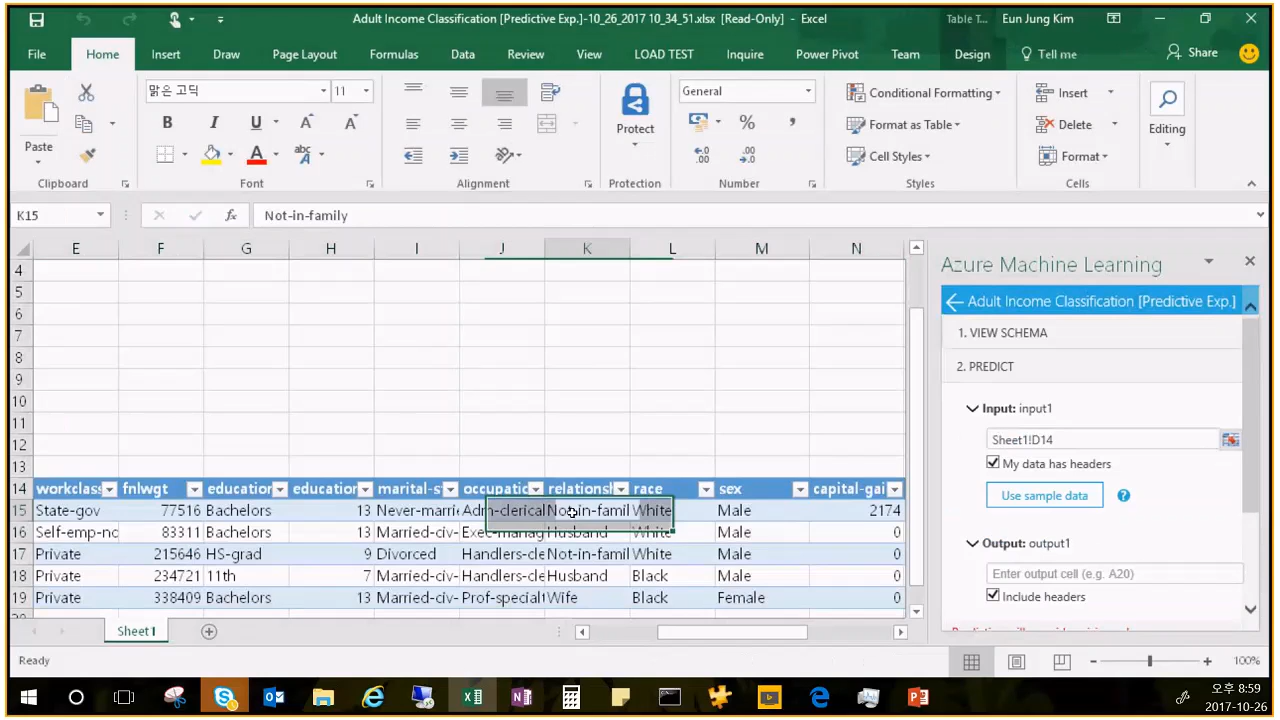 Adult Income Classification [Predictive Exp.]-10_26_2017 10_34_51.xlsx [Read-Only] - Excel
Table T...
Eun Jung Kim
File Home Insert Draw Page Layout Formulas Data Review View LOAD TEST Inquire Power Pivot Team Design Tell me Share
맑은 고딕 11 General
Conditional Formatting Insert
B I U A A % , Format as Table Delete
Paste Protect Cell Styles Format Editing
Clipboard Font Alignment Protection Number Styles Cells
K15 fx Not-in-family
E F G H I J K L M N
4
5
6
7
8
9
10
11
12
13
14 workclas fnlwgt education education marital-s occupatic relations race sex capital-gai
15 State-gov 77516 Bachelors 13 Never-marri Adm-clerical Not-in-famil White Male 2174
16 Self-emp-no 83311 Bachelors 13 Married-civ- Exec-manag Husband White Male 0
17 Private 215646 HS-grad 9 Divorced Handlers-cle Not-in-famil White Male 0
18 Private 234721 11th 7 Married-civ- Handlers-cle Husband Black Male 0
19 Private 338409 Bachelors 13 Married-civ- Prof-specialt Wife Black Female 0
Azure Machine Learning
Adult Income Classification [Predictive Exp.]
1. VIEW SCHEMA
2. PREDICT
Input: input1
Sheet1!D14
My data has headers
Use sample data ?
Output: output1
Enter output cell (e.g. A20)
Include headers
Sheet1
Ready
100%
오후 8:59
2017-10-26